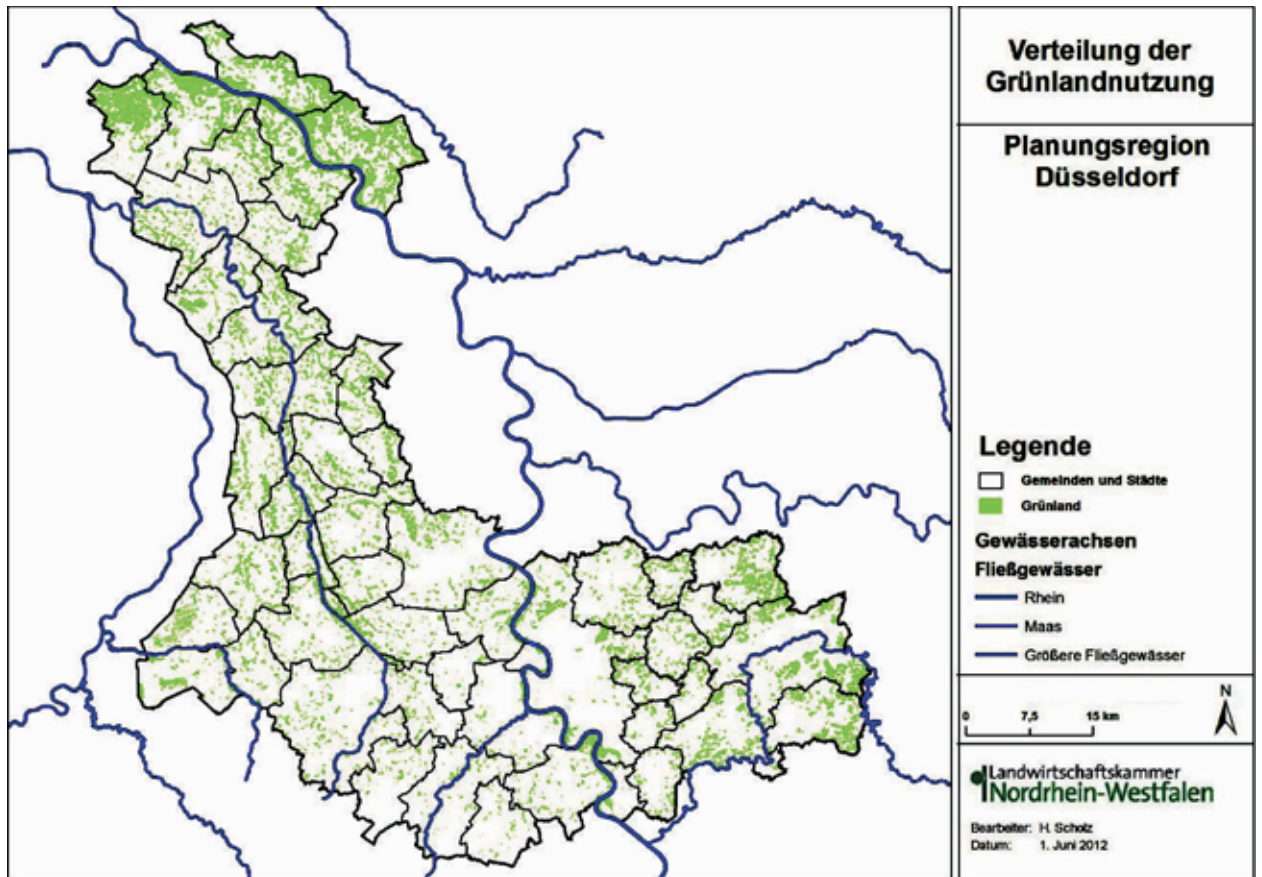 Verteilung der
Grünlandnutzung
Planungsregion
Düsseldorf
Legende
Gemeinden und Städte
Grünland
Gewässerachsen
Fließgewässer
Rhein
Maas
Größere Fließgewässer
N
0 7,5 15 km
Landwirtschaftskammer
Nordrhein-Westfalen
Bearbeiter: H. Scholz
Datum: 1. Juni 2012